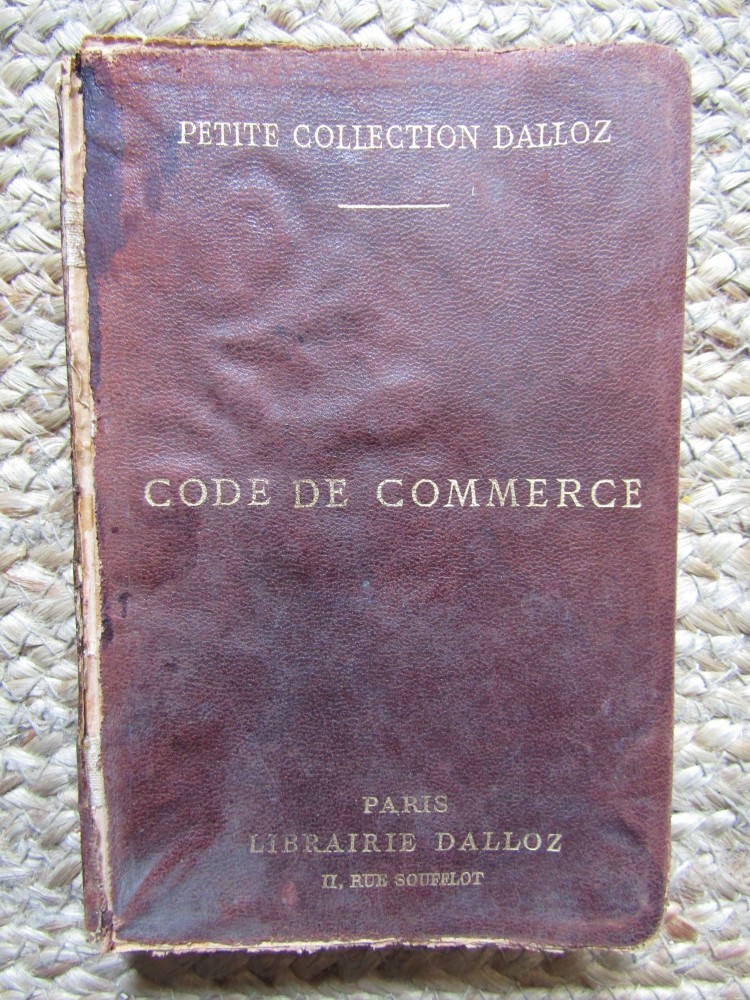 PETITE COLLECTION DALLOZ
CODE DE COMMERCE
PARIS
LIBRAIRIE DALLOZ
11, RUE SOUFFLOT